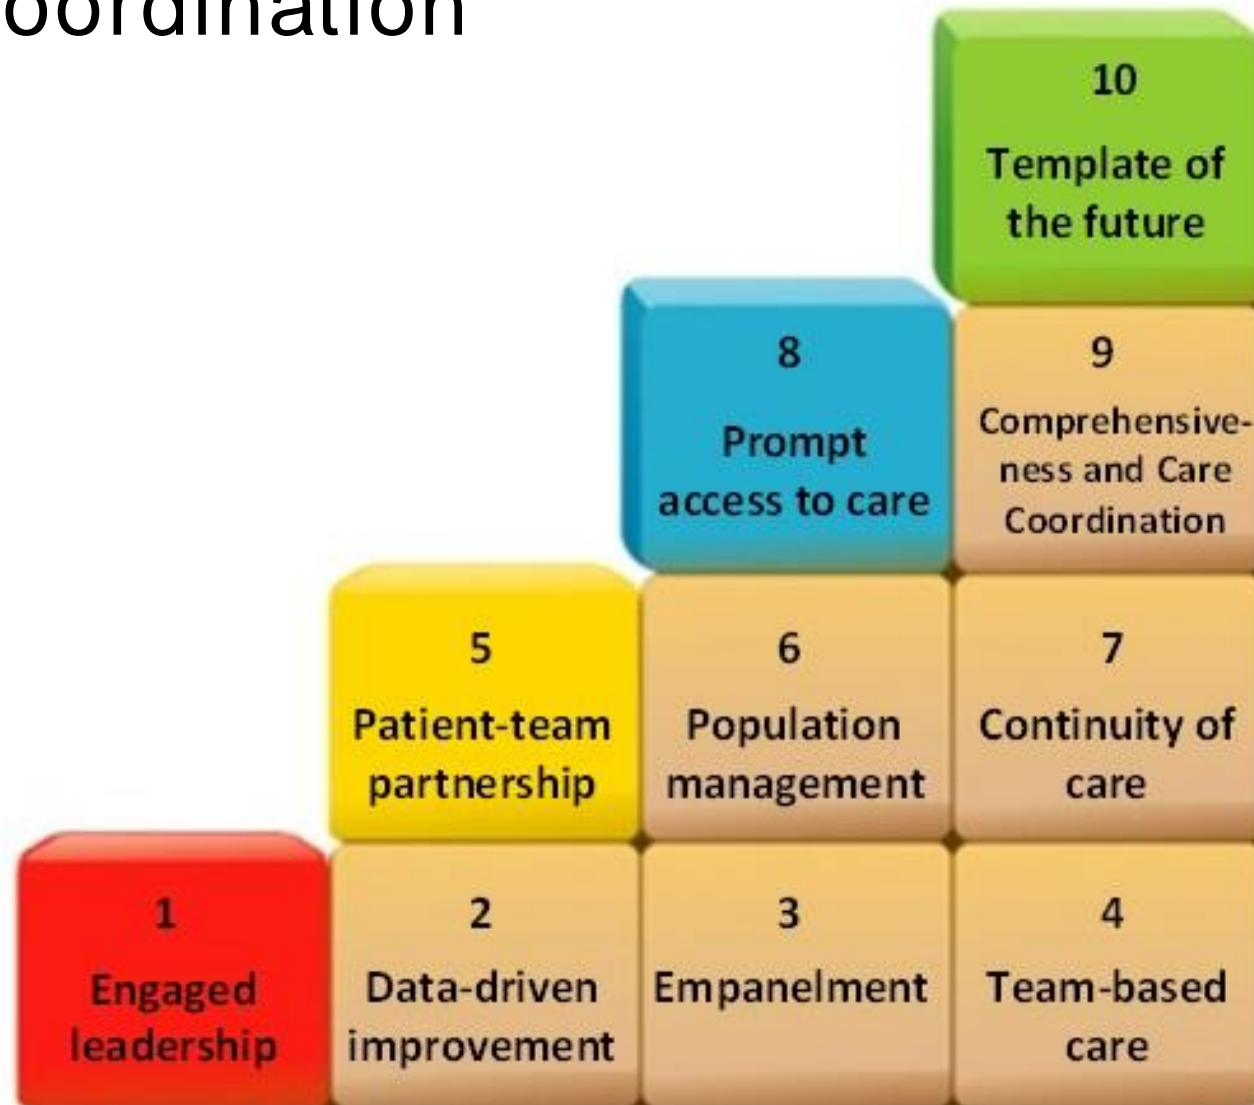 oordination
10
Template of
the future
8
Prompt
access to care
9
Comprehensive-
ness and Care
Coordination
5
Patient-team
partnership
6
Population
management
7
Continuity of
care
1
Engaged
leadership
2
Data-driven
improvement
3
Empanelment
4
Team-based
care